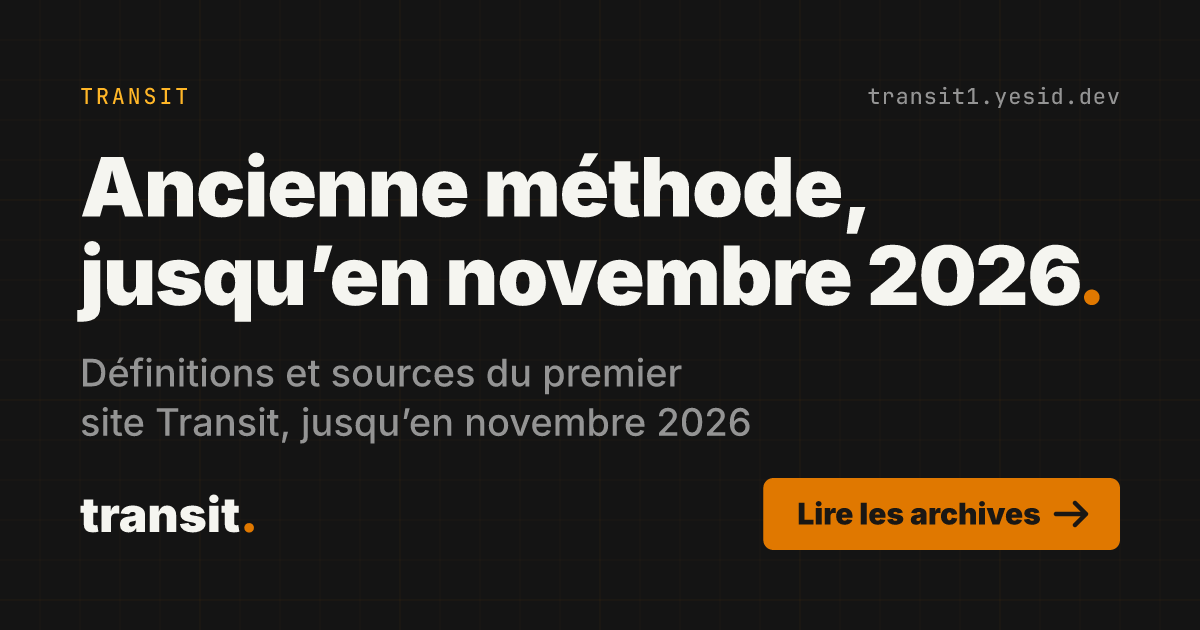 TRANSIT
transit1.yesid.dev
Ancienne méthode,
jusqu’en novembre 2026.
Définitions et sources du premier
site Transit, jusqu’en novembre 2026
transit.
Lire les archives →